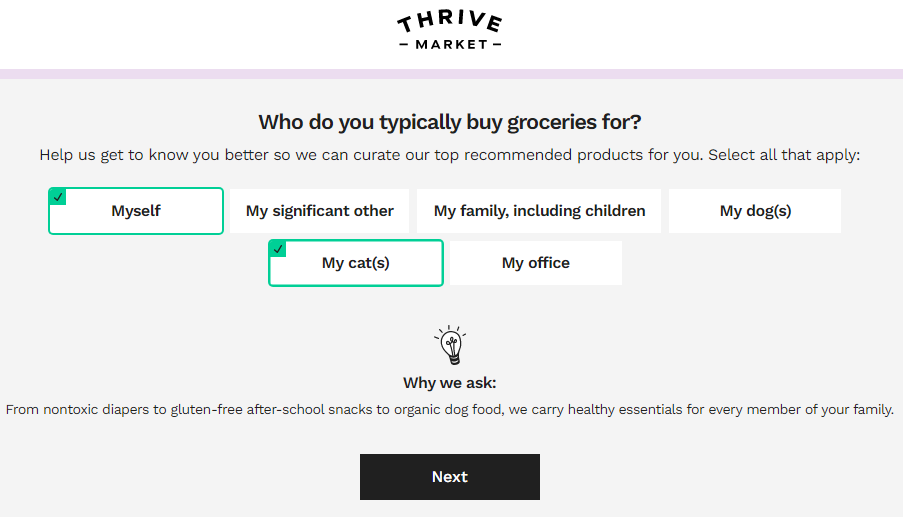 THRIVE
MARKET
Who do you typically buy groceries for?
Help us get to know you better so we can curate our top recommended products for you. Select all that apply:
Myself
My significant other
My family, including children
My dog(s)
My cat(s)
My office
Why we ask:
From nontoxic diapers to gluten-free after-school snacks to organic dog food, we carry healthy essentials for every member of your family.
Next